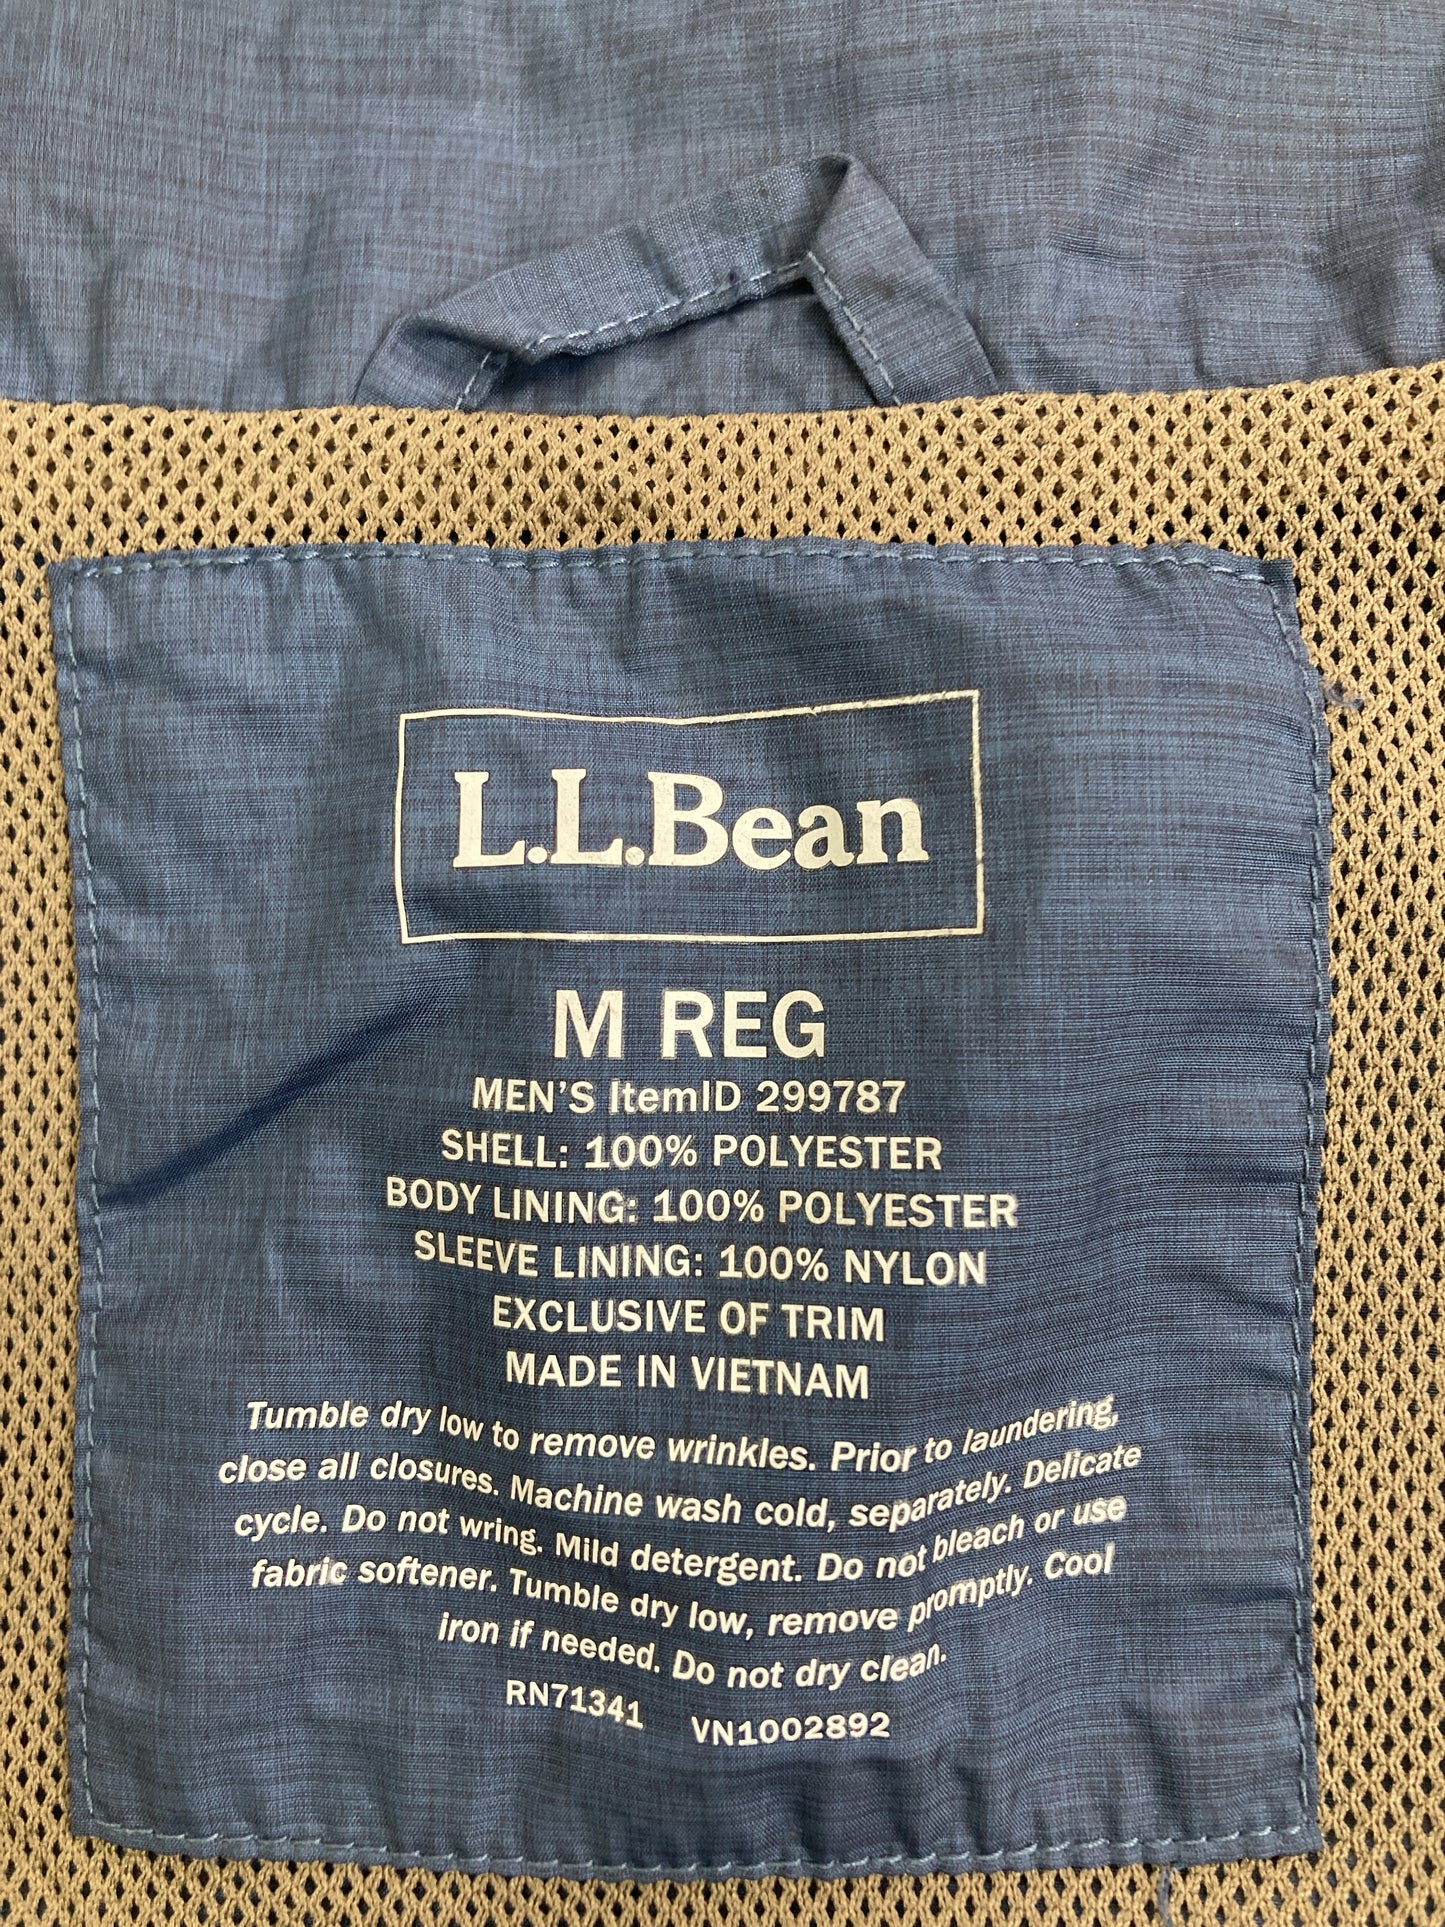 L.L.Bean
M REG
MEN'S ItemID 299787
SHELL: 100% POLYESTER
BODY LINING: 100% POLYESTER
SLEEVE LINING: 100% NYLON
EXCLUSIVE OF TRIM
MADE IN VIETNAM
Tumble dry low to remove wrinkles. Prior to laundering,
close all closures. Machine wash cold, separately. Delicate
cycle. Do not wring. Mild detergent. Do not bleach or use
fabric softener. Tumble dry low, remove promptly. Cool
iron if needed. Do not dry clean.
RN71341 VN1002892